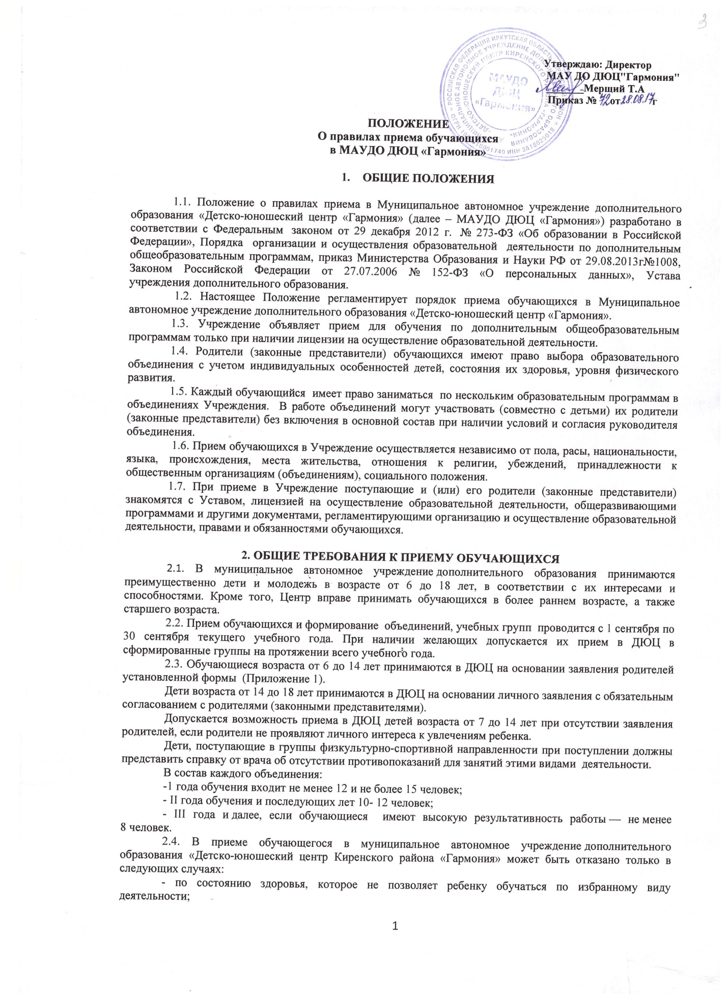 3
Утверждаю: Директор
МАУ ДО ДЮЦ"Гармония"
Мерщий Т.А
Приказ № 72 от 28.08.17г
МАУДО
ДЮЦ
«Гармония»
ПОЛОЖЕНИЕ
О правилах приема обучающихся
в МАУДО ДЮЦ «Гармония»
1. ОБЩИЕ ПОЛОЖЕНИЯ
1.1. Положение о правилах приема в Муниципальное автономное учреждение дополнительного
образования «Детско-юношеский центр «Гармония» (далее – МАУДО ДЮЦ «Гармония») разработано в
соответствии с Федеральным законом от 29 декабря 2012 г. № 273-ФЗ «Об образовании в Российской
Федерации», Порядка организации и осуществления образовательной деятельности по дополнительным
общеобразовательным программам, приказ Министерства Образования и Науки РФ от 29.08.2013г№1008,
Законом Российской Федерации от 27.07.2006 № 152-ФЗ «О персональных данных», Устава
учреждения дополнительного образования.
1.2. Настоящее Положение регламентирует порядок приема обучающихся в Муниципальное
автономное учреждение дополнительного образования «Детско-юношеский центр «Гармония».
1.3. Учреждение объявляет прием для обучения по дополнительным общеобразовательным
программам только при наличии лицензии на осуществление образовательной деятельности.
1.4. Родители (законные представители) обучающихся имеют право выбора образовательного
объединения с учетом индивидуальных особенностей детей, состояния их здоровья, уровня физического
развития.
1.5. Каждый обучающийся имеет право заниматься по нескольким образовательным программам в
объединениях Учреждения. В работе объединений могут участвовать (совместно с детьми) их родители
(законные представители) без включения в основной состав при наличии условий и согласия руководителя
объединения.
1.6. Прием обучающихся в Учреждение осуществляется независимо от пола, расы, национальности,
языка, происхождения, места жительства, отношения к религии, убеждений, принадлежности к
общественным организациям (объединениям), социального положения.
1.7. При приеме в Учреждение поступающие и (или) его родители (законные представители)
знакомятся с Уставом, лицензией на осуществление образовательной деятельности, общеразвивающими
программами и другими документами, регламентирующими организацию и осуществление образовательной
деятельности, правами и обязанностями обучающихся.
2. ОБЩИЕ ТРЕБОВАНИЯ К ПРИЕМУ ОБУЧАЮЩИХСЯ
2.1. В муниципальное автономное учреждение дополнительного образования принимаются
преимущественно дети и молодежь в возрасте от 6 до 18 лет, в соответствии с их интересами и
способностями. Кроме того, Центр вправе принимать обучающихся в более раннем возрасте, а также
старшего возраста.
2.2. Прием обучающихся и формирование объединений, учебных групп проводится с 1 сентября по
30 сентября текущего учебного года. При наличии желающих допускается их прием в ДЮЦ в
сформированные группы на протяжении всего учебного года.
2.3. Обучающиеся возраста от 6 до 14 лет принимаются в ДЮЦ на основании заявления родителей
установленной формы (Приложение 1).
Дети возраста от 14 до 18 лет принимаются в ДЮЦ на основании личного заявления с обязательным
согласованием с родителями (законными представителями).
Допускается возможность приема в ДЮЦ детей возраста от 7 до 14 лет при отсутствии заявления
родителей, если родители не проявляют личного интереса к увлечениям ребенка.
Дети, поступающие в группы физкультурно-спортивной направленности при поступлении должны
представить справку от врача об отсутствии противопоказаний для занятий этими видами деятельности.
В состав каждого объединения:
-1 года обучения входит не менее 12 и не более 15 человек;
- II года обучения и последующих лет 10- 12 человек;
- III года и далее, если обучающиеся имеют высокую результативность работы — не менее
8 человек.
2.4. В приеме обучающегося в муниципальное автономное учреждение дополнительного
образования «Детско-юношеский центр Киренского района «Гармония» может быть отказано только в
следующих случаях:
- по состоянию здоровья, которое не позволяет ребенку обучаться по избранному виду
деятельности;
1